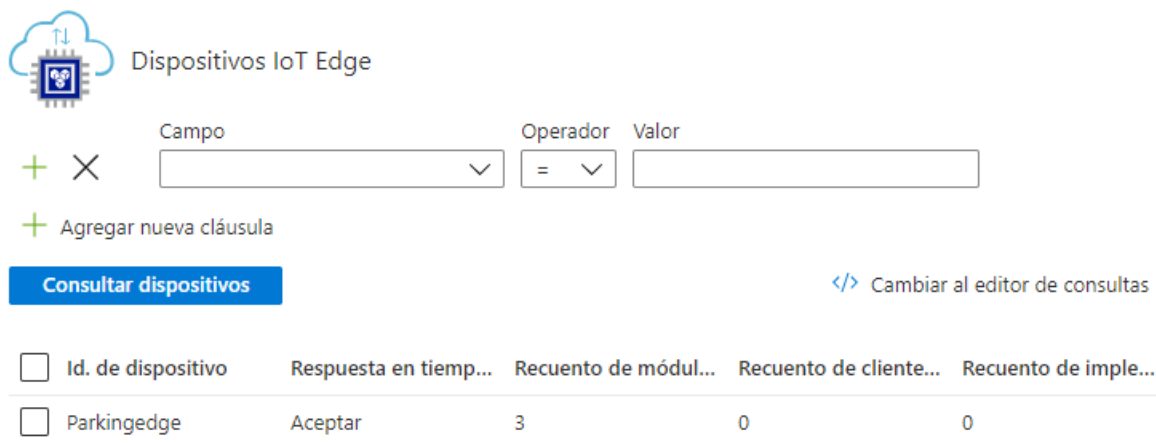 Dispositivos IoT Edge
Campo Operador Valor
=
Agregar nueva cláusula
Consultar dispositivos </> Cambiar al editor de consultas
Id. de dispositivo Respuesta en tiemp... Recuento de módul... Recuento de cliente... Recuento de imple...
Parkingedge Aceptar 3 0 0